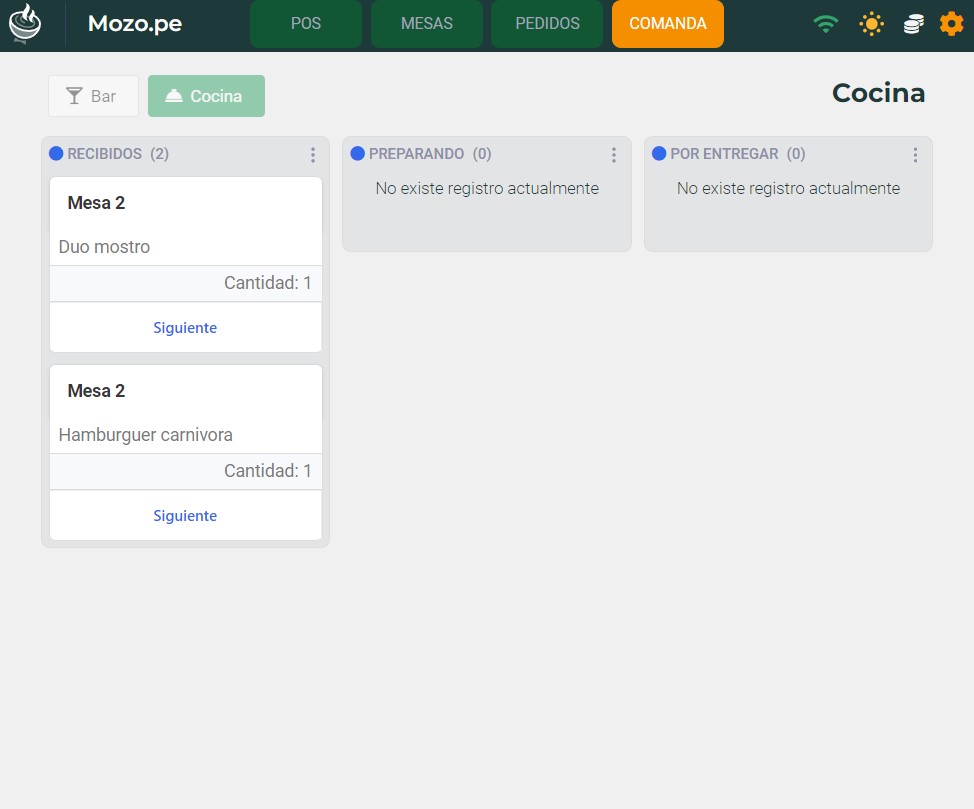 Mozo.pe
POS
MESAS
PEDIDOS
COMANDA
Bar
Cocina
Cocina
RECIBIDOS (2)
Mesa 2
Duo mostro
Cantidad: 1
Siguiente
Mesa 2
Hamburguer carnivora
Cantidad: 1
Siguiente
PREPARANDO (0)
No existe registro actualmente
POR ENTREGAR (0)
No existe registro actualmente